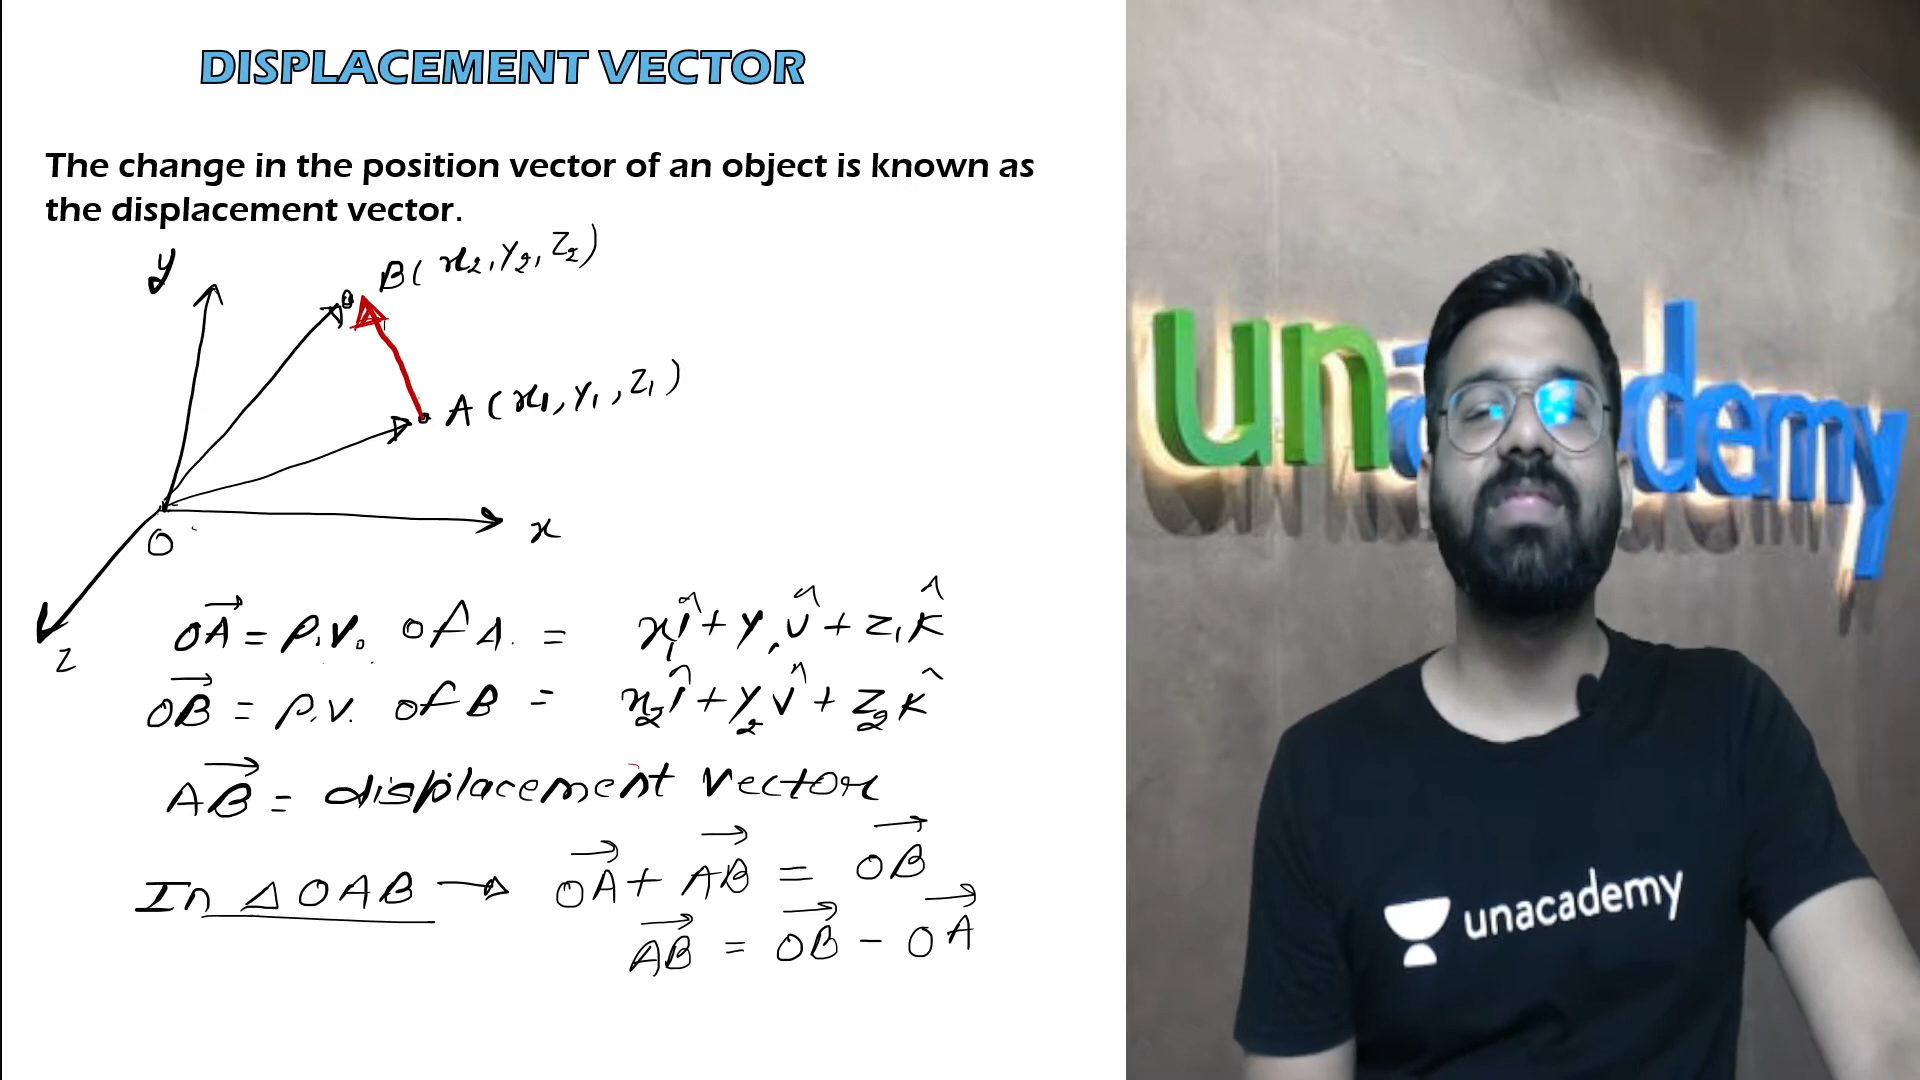 DISPLACEMENT VECTOR
The change in the position vector of an object is known as
the displacement vector.
y
B(x₂, y₂, z₂)
A(x₁, y₁, z₁)
O
x
z
OA⃗ = P.V. of A. = x₁î + y₁ĵ + z₁k̂
OB⃗ = P.V. of B = x₂î + y₂ĵ + z₂k̂
AB⃗ = displacement vector
In △OAB → OA⃗ + AB⃗ = OB⃗
AB⃗ = OB⃗ - OA⃗
unacademy
unacademy